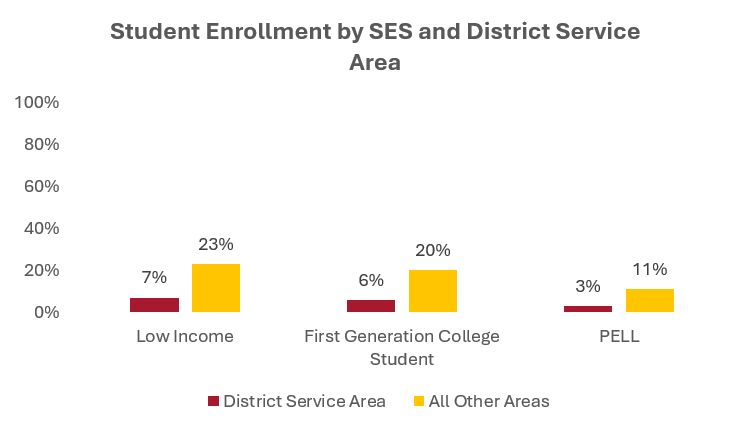 Student Enrollment by SES and District Service
Area
100%
80%
60%
40%
20%
0%
7%
23%
6%
20%
3%
11%
Low Income
First Generation College
Student
PELL
District Service Area
All Other Areas